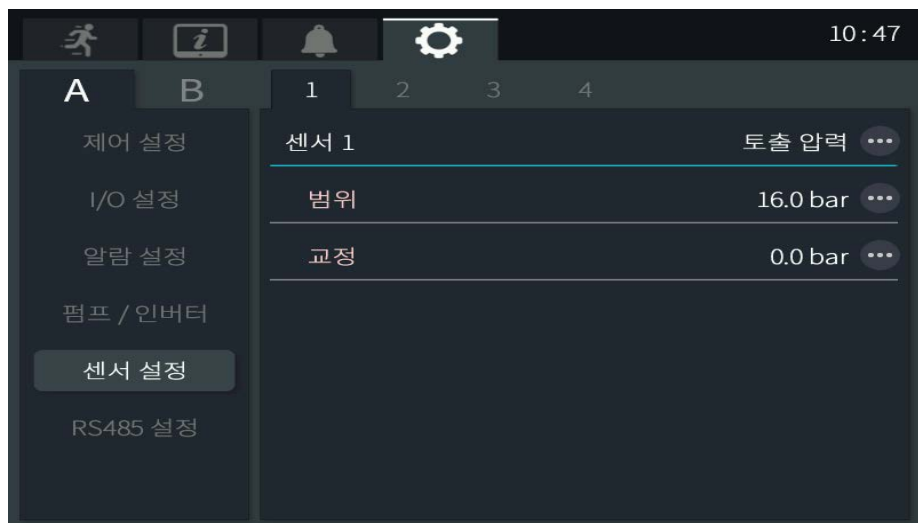 10:47
A B 1 2 3 4
제어 설정
I/O 설정
알람 설정
펌프 / 인버터
센서 설정
RS485 설정
센서 1 토출 압력
범위 16.0 bar
교정 0.0 bar